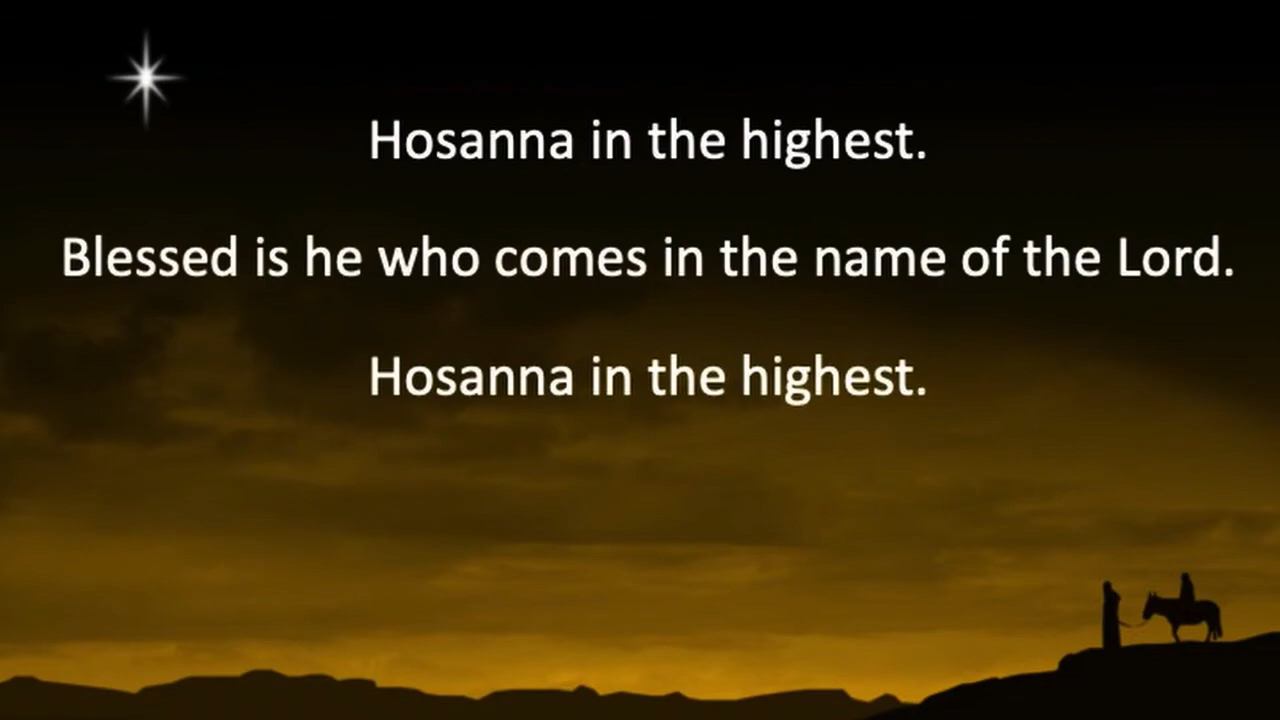 Hosanna in the highest.
Blessed is he who comes in the name of the Lord.
Hosanna in the highest.